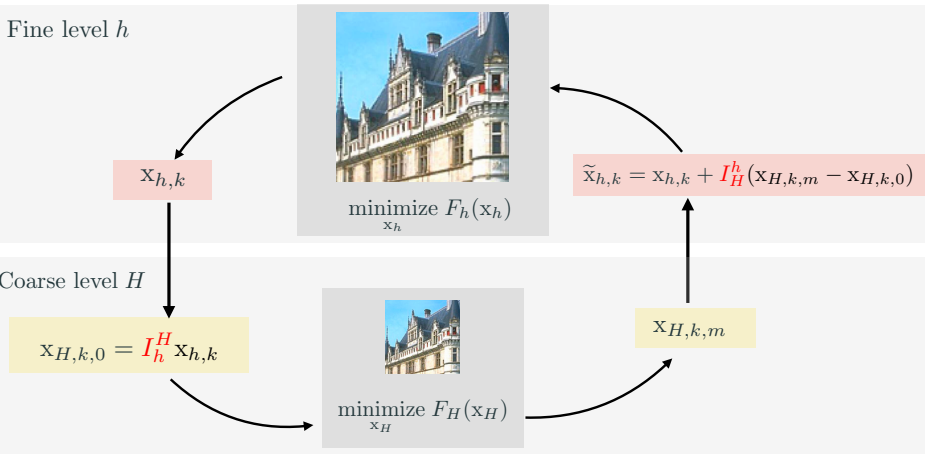 Fine level h
x_{h,k}
minimize F_h(x_h)
x_h
x̃_{h,k} = x_{h,k} + I_H^h(x_{H,k,m} − x_{H,k,0})
Coarse level H
x_{H,k,0} = I_h^H x_{h,k}
minimize F_H(x_H)
x_H
x_{H,k,m}